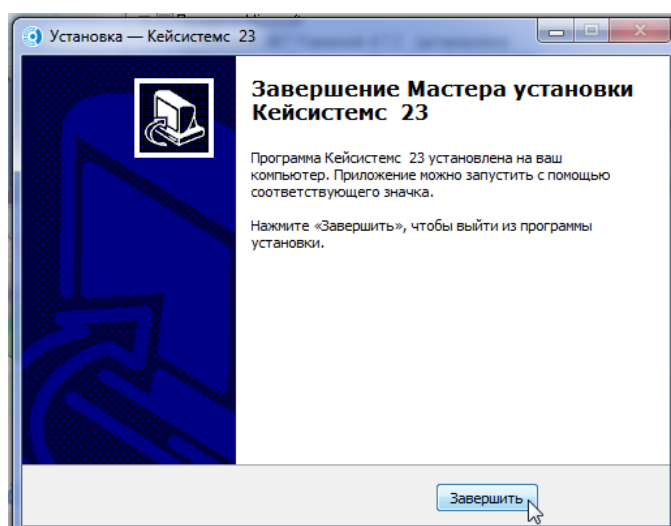 Установка — Кейсистемс 23
Завершение Мастера установки
Кейсистемс 23
Программа Кейсистемс 23 установлена на ваш
компьютер. Приложение можно запустить с помощью
соответствующего значка.
Нажмите «Завершить», чтобы выйти из программы
установки.
Завершить